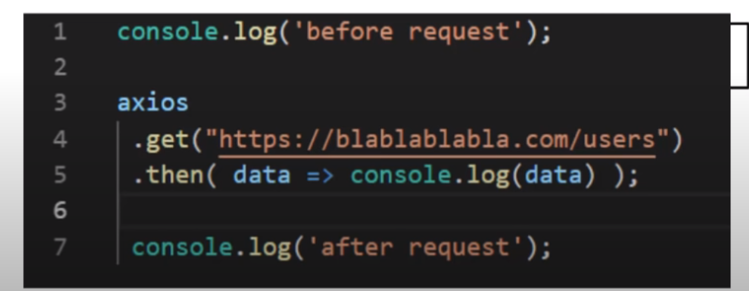 1 console.log('before request');
2
3 axios
4 .get("https://blablablabla.com/users")
5 .then( data => console.log(data) );
6
7 console.log('after request');